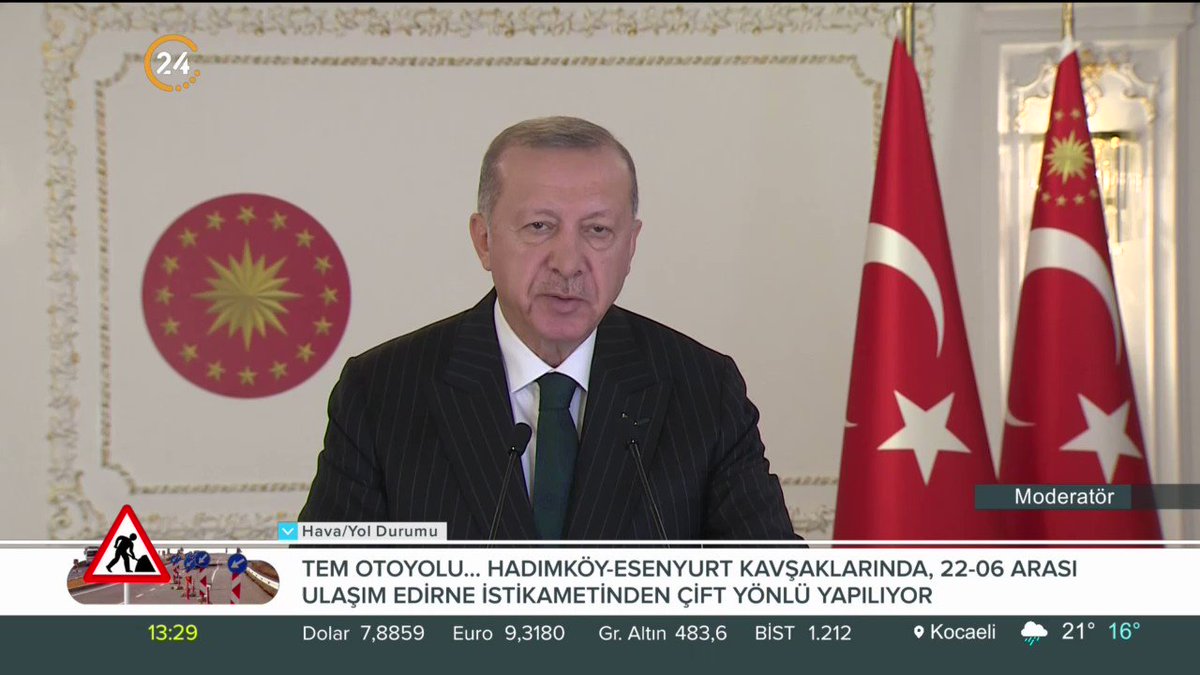 24
Moderatör
Hava/Yol Durumu
TEM OTOYOLU... HADIMKÖY-ESENYURT KAVŞAKLARINDA, 22-06 ARASI
ULAŞIM EDİRNE İSTİKAMETİNDEN ÇİFT YÖNLÜ YAPILIYOR
13:29 Dolar 7,8859 Euro 9,3180 Gr. Altın 483,6 BİST 1.212 Kocaeli 21° 16°